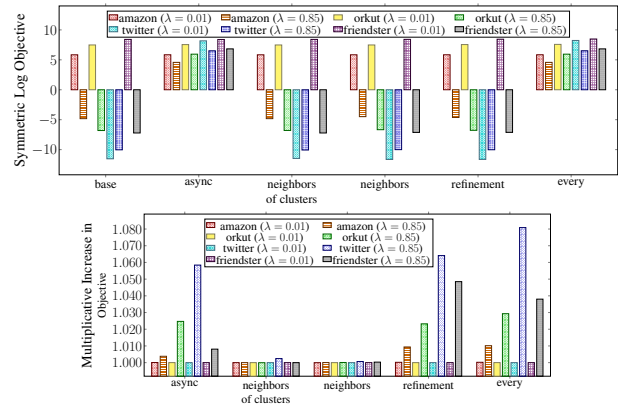 amazon (λ = 0.01) amazon (λ = 0.85) orkut (λ = 0.01) orkut (λ = 0.85)
twitter (λ = 0.01) twitter (λ = 0.85) friendster (λ = 0.01) friendster (λ = 0.85)
Symmetric Log Objective
10
5
0
−5
−10
base async neighbors neighbors refinement every
of clusters
amazon (λ = 0.01) amazon (λ = 0.85)
orkut (λ = 0.01) orkut (λ = 0.85)
twitter (λ = 0.01) twitter (λ = 0.85)
friendster (λ = 0.01) friendster (λ = 0.85)
Multiplicative Increase in
Objective
1.080
1.070
1.060
1.050
1.040
1.030
1.020
1.010
1.000
async neighbors neighbors refinement every
of clusters